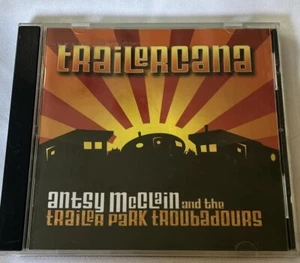 traiLercana
antsy mcCLain and the
traiLer park troubadours